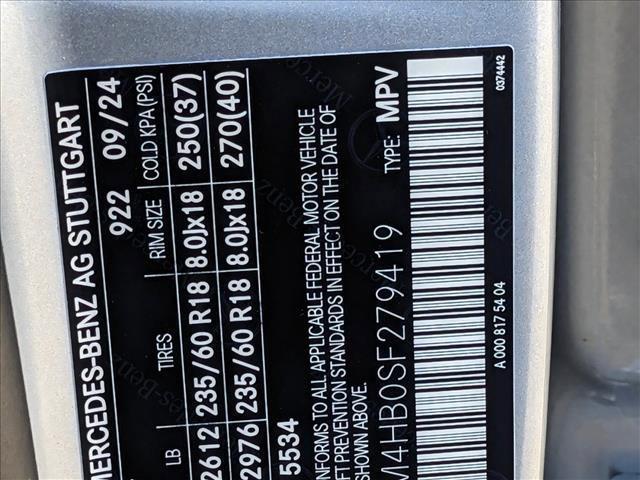 MERCEDES-BENZ AG STUTTGART
922 09/24
LB TIRES RIM SIZE COLD KPA(PSI)
2612 235/60 R18 8.0Jx18 250(37)
2976 235/60 R18 8.0Jx18 270(40)
5534
NFORMS TO ALL APPLICABLE FEDERAL MOTOR VEHICLE
FT PREVENTION STANDARDS IN EFFECT ON THE DATE OF
SHOWN ABOVE.
M4HB0SF279419 TYPE: MPV
A 000 817 54 04 0374442